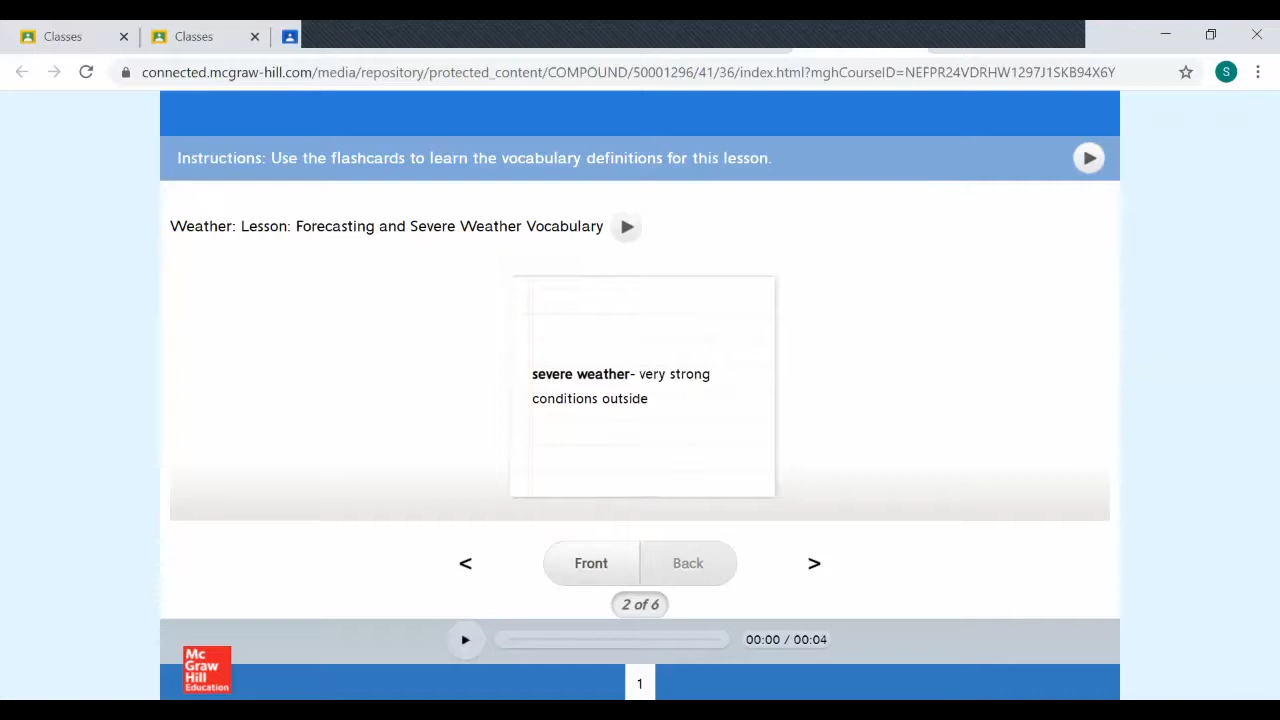 Classes
Classes
connected.mcgraw-hill.com/media/repository/protected_content/COMPOUND/50001296/41/36/index.html?mghCourseID=NEFPR24VDRHW1297J1SKB94X6Y
S
Instructions: Use the flashcards to learn the vocabulary definitions for this lesson.
Weather: Lesson: Forecasting and Severe Weather Vocabulary
severe weather- very strong
conditions outside
< Front Back >
2 of 6
00:00 / 00:04
Mc
Graw
Hill
Education
1